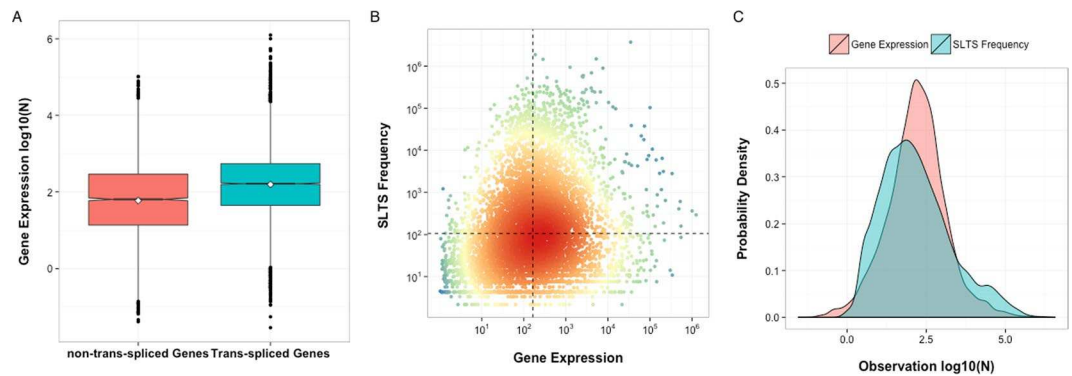 A
Gene Expression log10(N)
6
4
2
0
non-trans-spliced Genes Trans-spliced Genes
B
SLTS Frequency
10⁶
10⁵
10⁴
10³
10²
10¹
10¹ 10² 10³ 10⁴ 10⁵ 10⁶
Gene Expression
C
Gene Expression SLTS Frequency
Probability Density
0.5
0.4
0.3
0.2
0.1
0.0
0.0 2.5 5.0
Observation log10(N)